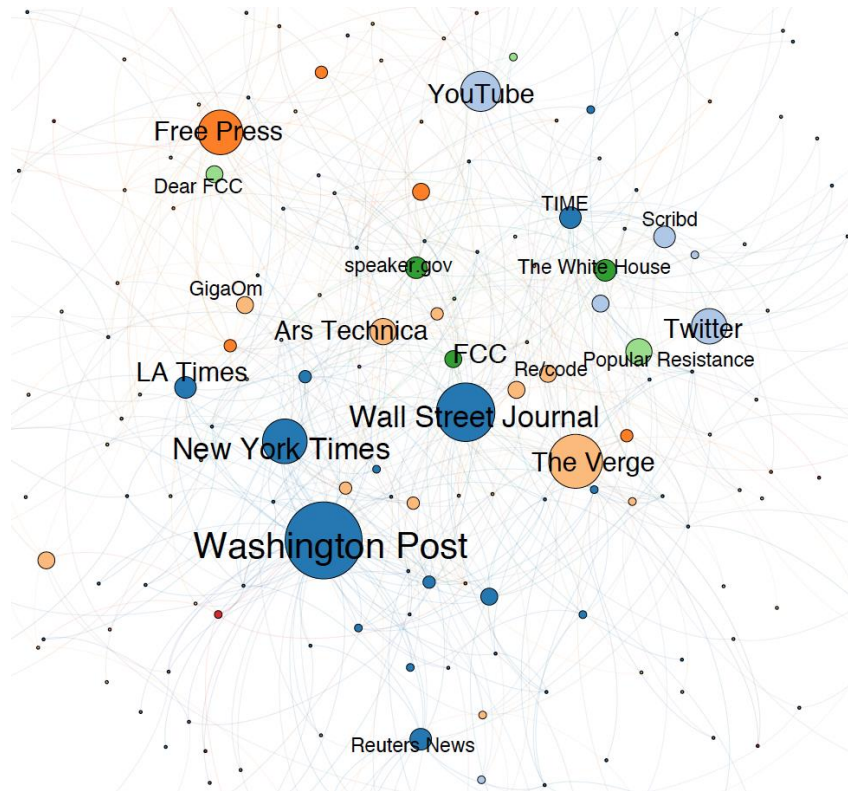 YouTube
Free Press
Dear FCC
TIME
Scribd
speaker.gov
The White House
GigaOm
Ars Technica
Twitter
FCC
Popular Resistance
Re/code
LA Times
Wall Street Journal
New York Times
The Verge
Washington Post
Reuters News